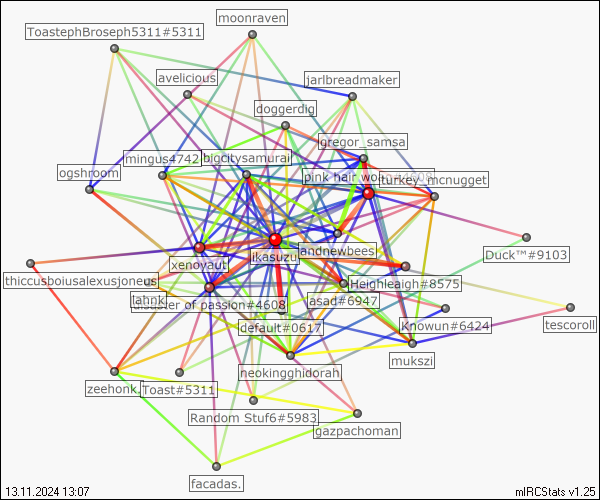 moonraven
ToastephBroseph5311#5311
avelicious
jarlbreadmaker
doggerdig
gregor_samsa
mingus4742
bigcitysamurai
ogshroom
pink hair
turkey_mcnugget
andnewbees
Duck™#9103
xenoyaut
ikasuzu
thiccusboiusalexusjoneus
Heighleaigh#8575
lahnk
disaster of passion#4608
asad#6947
default#0617
Knowun#6424
tescoroll
mukszi
neokingghidorah
zeehonk.
Toast#5311
Random Stuf6#5983
gazpachoman
facadas.
13.11.2024 13:07
mIRCStats v1.25